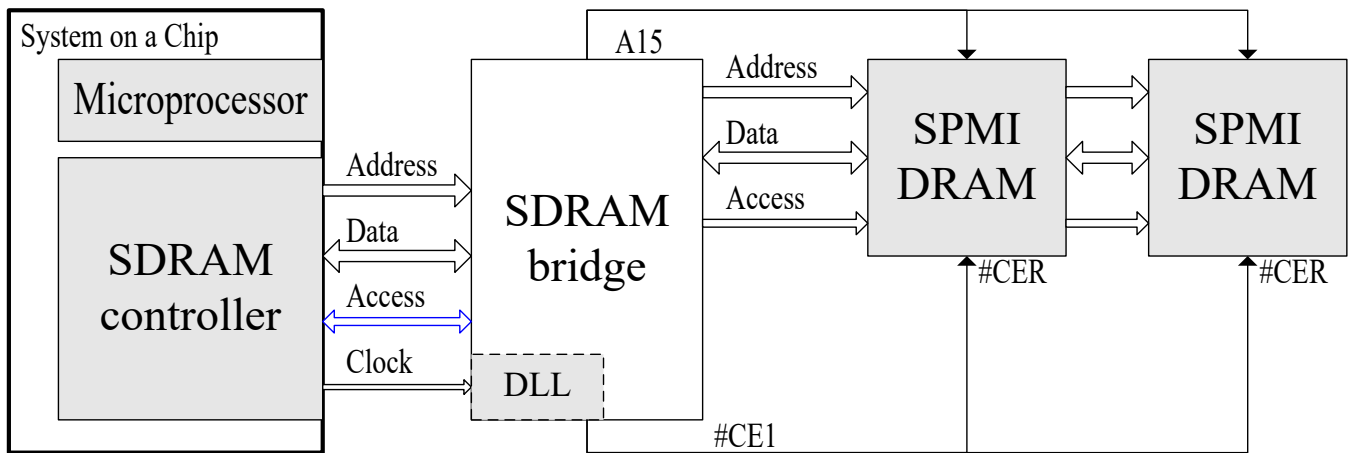 System on a Chip
Microprocessor
SDRAM
controller
Address
Data
Access
Clock
A15
SDRAM
bridge
DLL
#CE1
Address
Data
Access
SPMI
DRAM
#CER
SPMI
DRAM
#CER